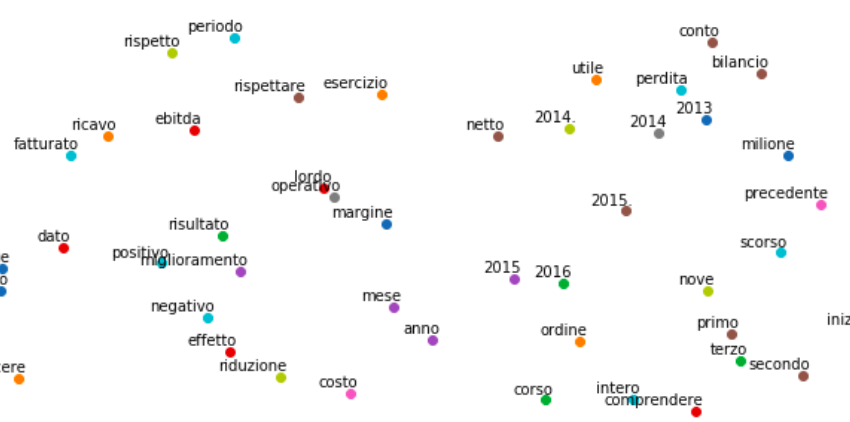 periodo
conto
rispetto
bilancio
utile
perdita
rispettare
esercizio
2013
2014.
2014
ricavo
ebitda
netto
fatturato
milione
lordo
operativo
precedente
2015.
margine
risultato
dato
scorso
positivo
miglioramento
e
2015
2016
o
nove
mese
negativo
primo
iniz
anno
ordine
effetto
terzo
riduzione
secondo
cere
costo
corso
intero
comprendere